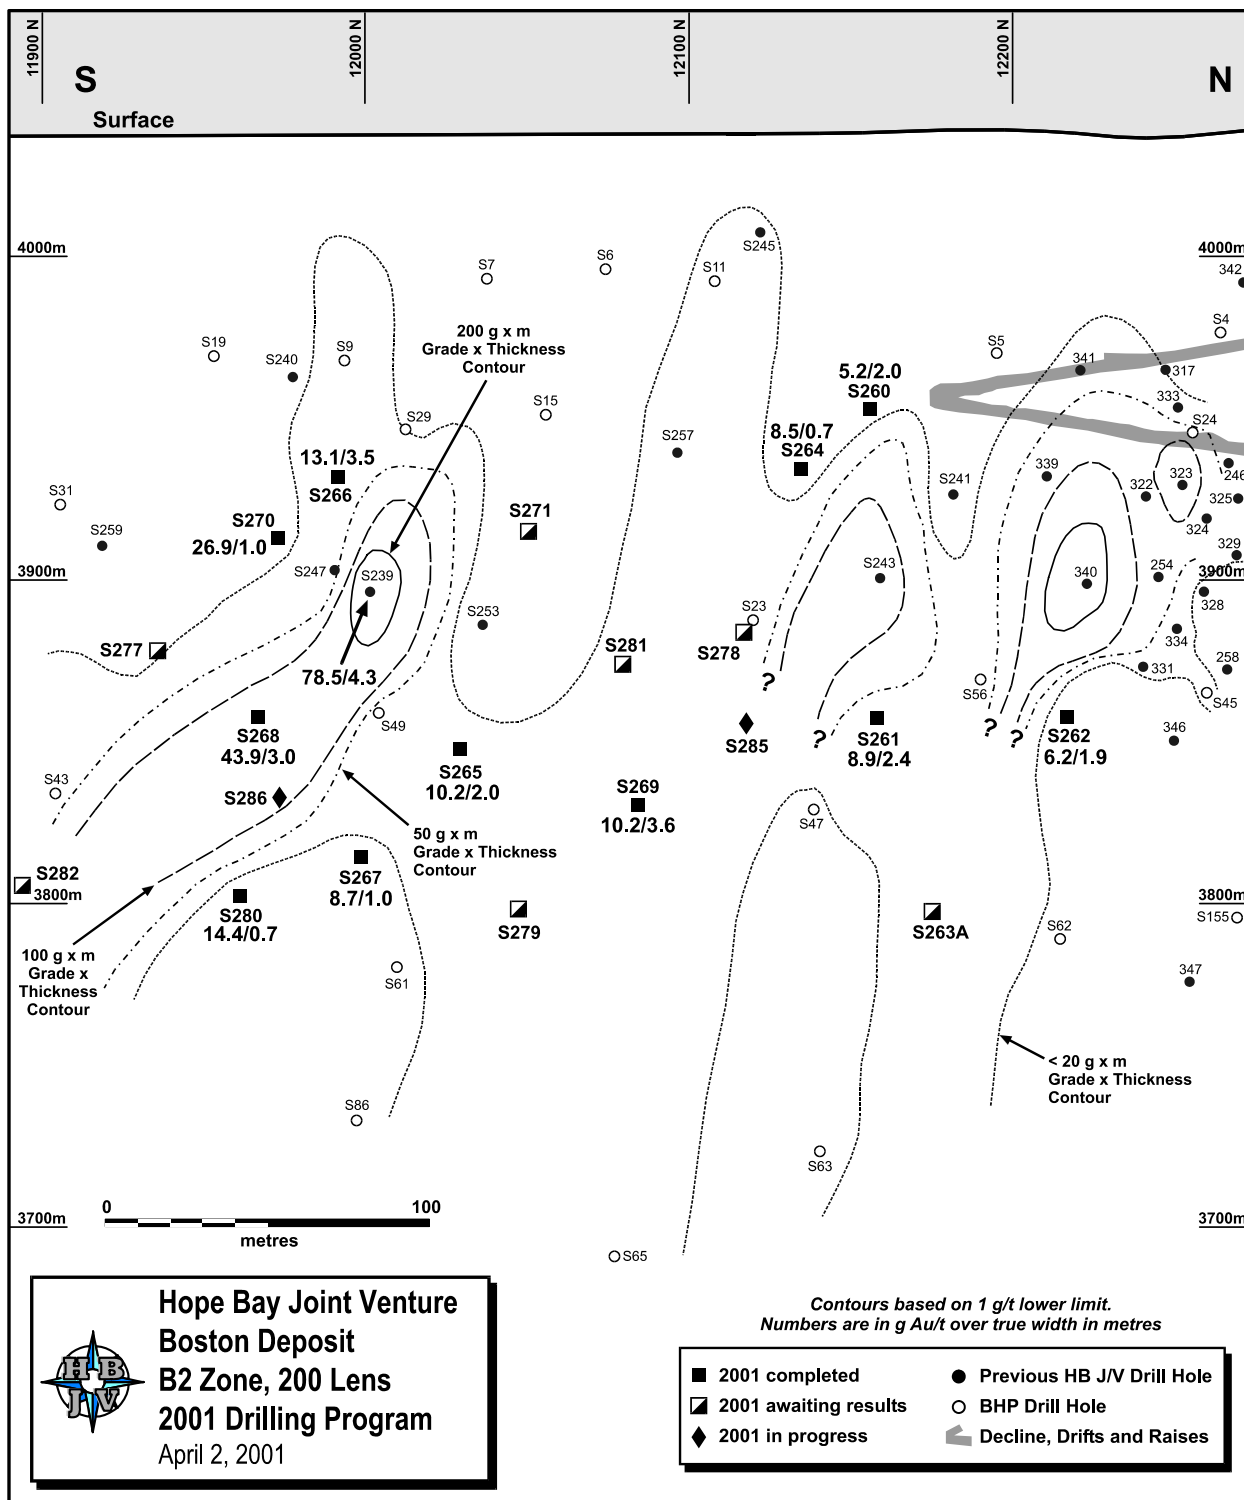 11900 N
12000 N
12100 N
12200 N
S
N
Surface
4000m
4000m
S245
S7
S6
S11
342
S19
S240
S9
200 g x m
Grade x Thickness
Contour
S5
S4
341
317
5.2/2.0
S260
333
S29
S15
S24
S257
8.5/0.7
S264
13.1/3.5
S266
S31
S241
339
322
323
246
325
324
S259
S270
26.9/1.0
S271
S247
S239
S243
329
3900m
3900m
340
254
328
S253
S23
334
S277
78.5/4.3
S281
S278
?
S56
331
258
S45
S49
S268
43.9/3.0
S285
?
S261
8.9/2.4
?
?
S262
6.2/1.9
346
S265
10.2/2.0
S43
S286
S269
10.2/3.6
S47
50 g x m
Grade x Thickness
Contour
S282
3800m
3800m
S267
8.7/1.0
S280
14.4/0.7
S279
S263A
S62
S155
100 g x m
Grade x
Thickness
Contour
S61
347
< 20 g x m
Grade x Thickness
Contour
S86
S63
0
100
metres
3700m
3700m
S65
Hope Bay Joint Venture
Boston Deposit
B2 Zone, 200 Lens
2001 Drilling Program
April 2, 2001
H B
J V
Contours based on 1 g/t lower limit.
Numbers are in g Au/t over true width in metres
2001 completed
2001 awaiting results
2001 in progress
Previous HB J/V Drill Hole
BHP Drill Hole
Decline, Drifts and Raises